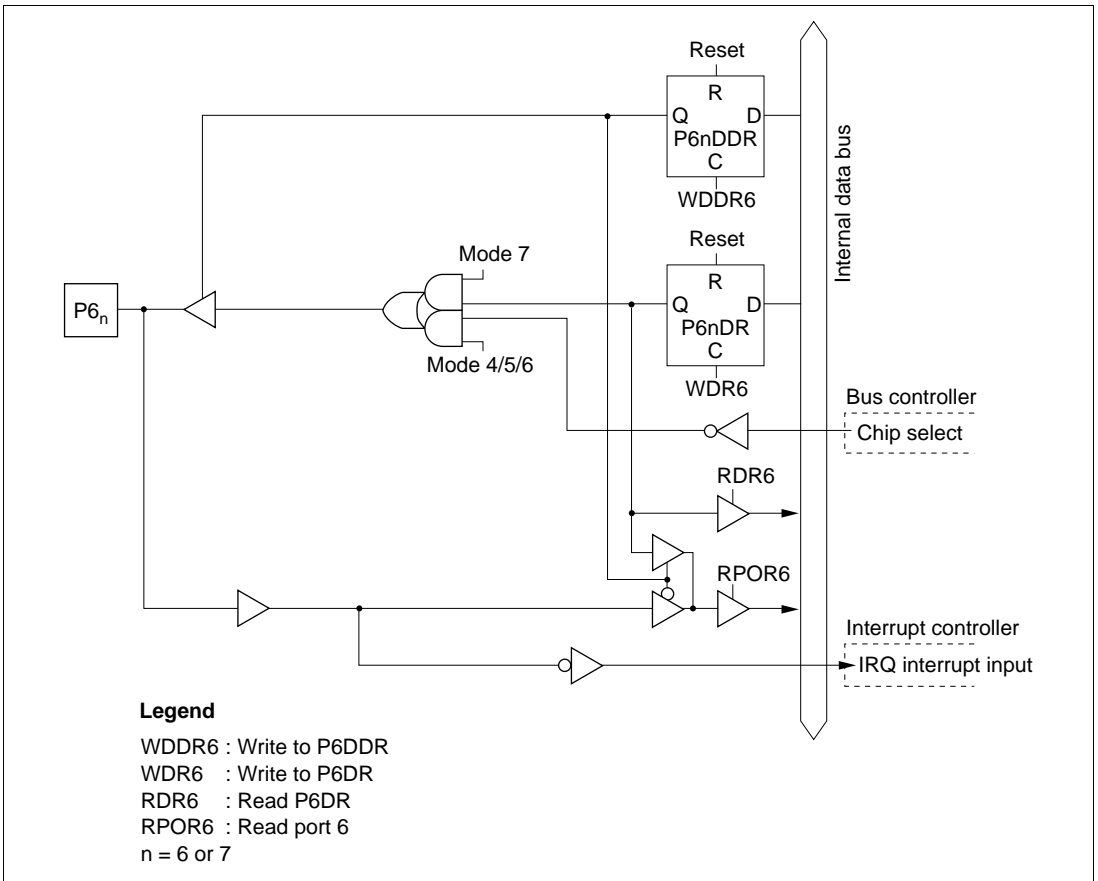 Reset
R
Q D
P6nDDR
C
WDDR6
Internal data bus
Reset
R
Q D
P6nDR
C
WDR6
Mode 7
P6n
Mode 4/5/6
Bus controller
Chip select
RDR6
RPOR6
Interrupt controller
IRQ interrupt input
Legend
WDDR6 : Write to P6DDR
WDR6 : Write to P6DR
RDR6 : Read P6DR
RPOR6 : Read port 6
n = 6 or 7